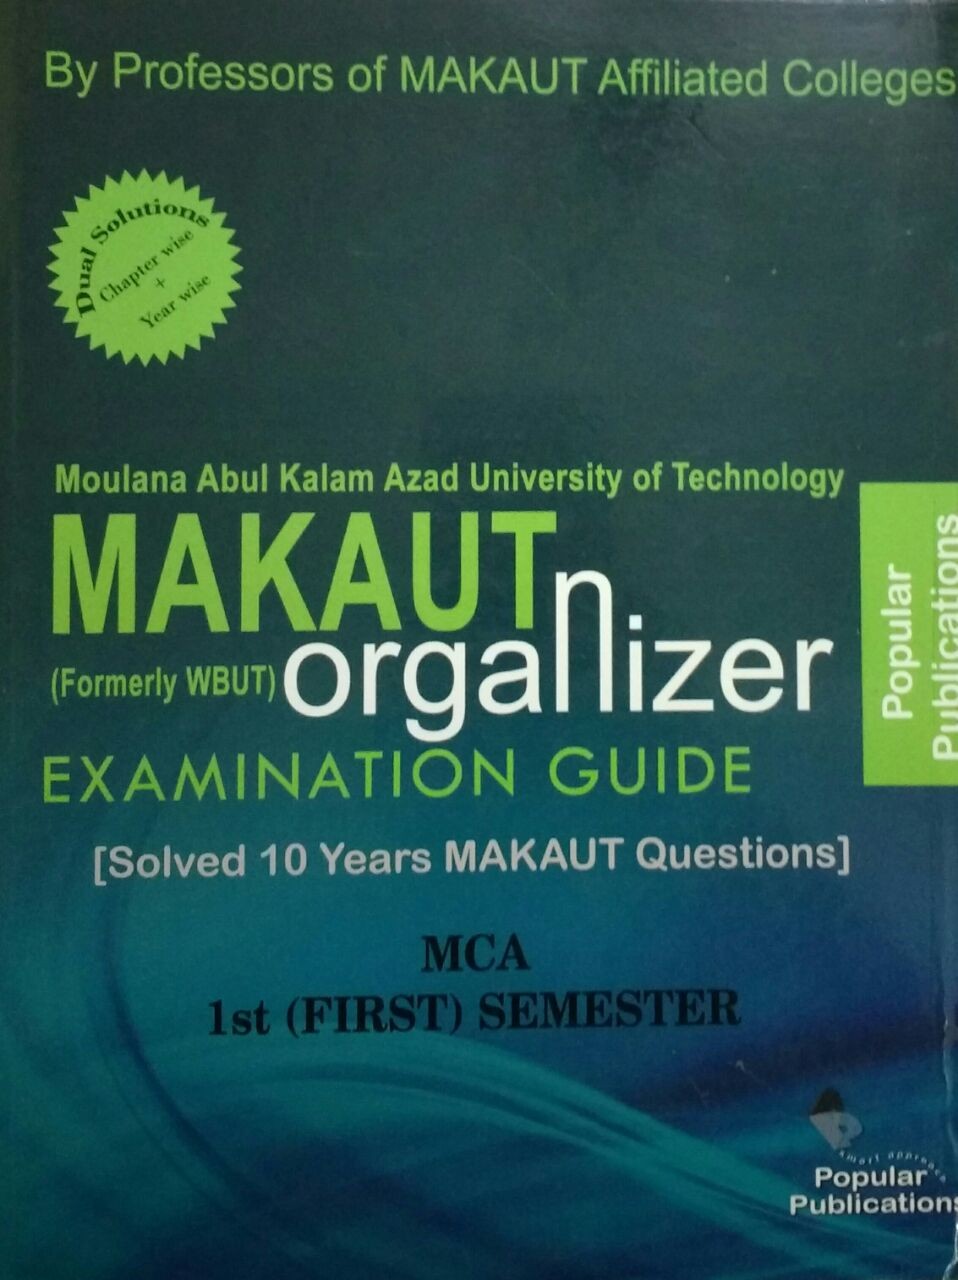 By Professors of MAKAUT Affiliated Colleges
Dual Solutions
Chapter wise
+
Year wise
Moulana Abul Kalam Azad University of Technology
MAKAUT
(Formerly WBUT)
organizer
EXAMINATION GUIDE
Popular
Publications
[Solved 10 Years MAKAUT Questions]
MCA
1st (FIRST) SEMESTER
smart approach
Popular
Publications